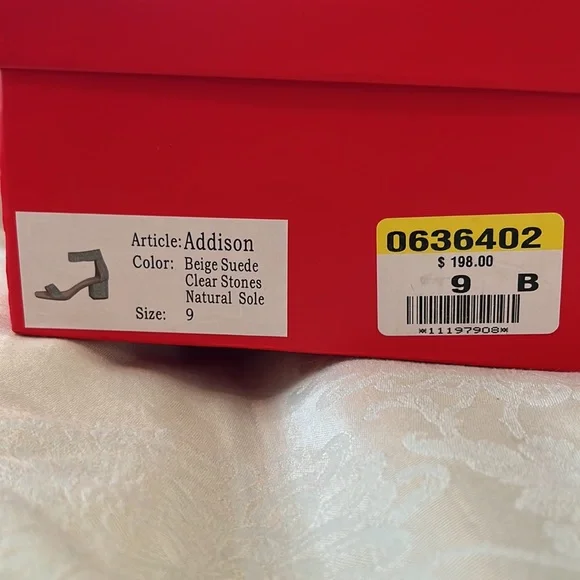 Article: Addison
Color: Beige Suede
Clear Stones
Natural Sole
Size: 9
0636402
$ 198.00
9 B
*11197908*